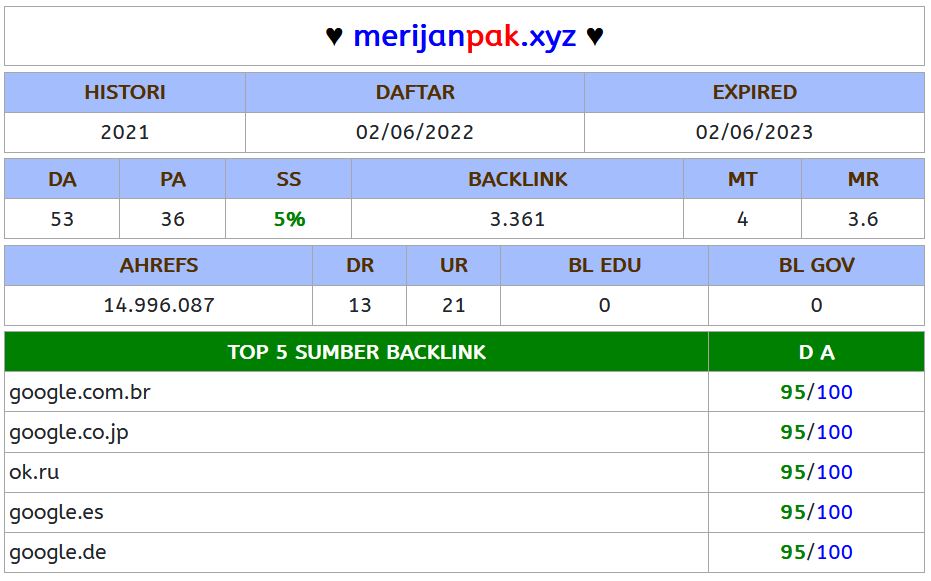 ♥ merijanpak.xyz ♥
HISTORI DAFTAR EXPIRED
2021 02/06/2022 02/06/2023
DA PA SS BACKLINK MT MR
53 36 5% 3.361 4 3.6
AHREFS DR UR BL EDU BL GOV
14.996.087 13 21 0 0
TOP 5 SUMBER BACKLINK D A
google.com.br 95/100
google.co.jp 95/100
ok.ru 95/100
google.es 95/100
google.de 95/100